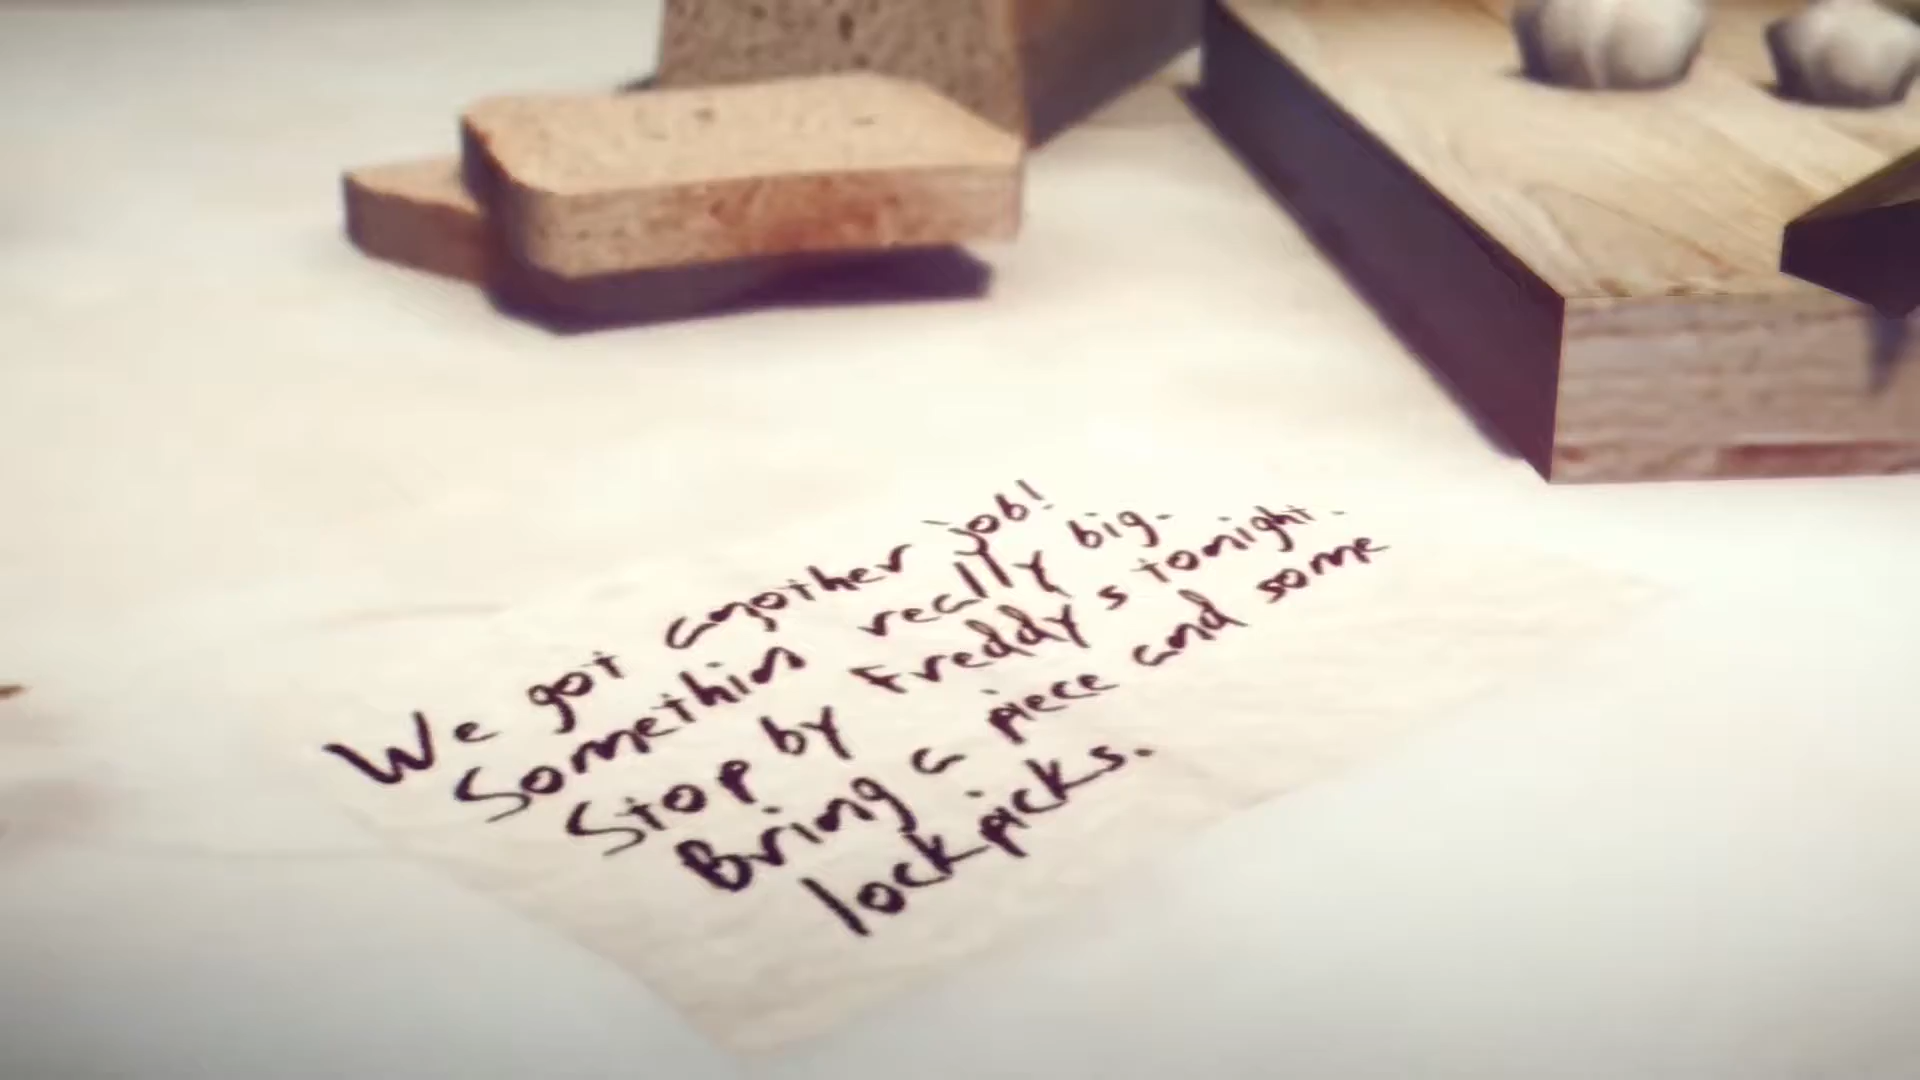 We got another job!
Somethin really big.
Stop by Freddy s tonight.
Bring a piece and some
lockpicks.